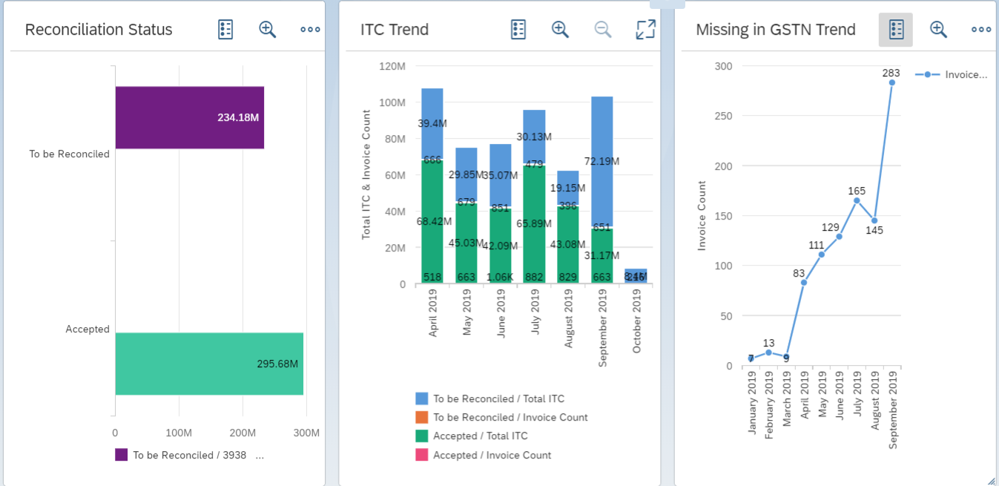 Reconciliation Status
234.18M
To be Reconciled
Accepted
295.68M
0 100M 200M 300M
To be Reconciled / 3938 ...
ITC Trend
Total ITC & Invoice Count
120M
100M
80M
60M
40M
20M
0
39.4M
666
68.42M
518
29.85M
679
45.03M
663
35.07M
851
42.09M
1.06K
30.13M
479
65.89M
882
19.15M
396
43.08M
829
72.19M
651
31.17M
663
April 2019
May 2019
June 2019
July 2019
August 2019
September 2019
October 2019
To be Reconciled / Total ITC
To be Reconciled / Invoice Count
Accepted / Total ITC
Accepted / Invoice Count
Missing in GSTN Trend
Invoice...
Invoice Count
300
250
200
150
100
50
0
7
13
9
83
111
129
165
145
283
January 2019
February 2019
March 2019
April 2019
May 2019
June 2019
July 2019
August 2019
September 2019